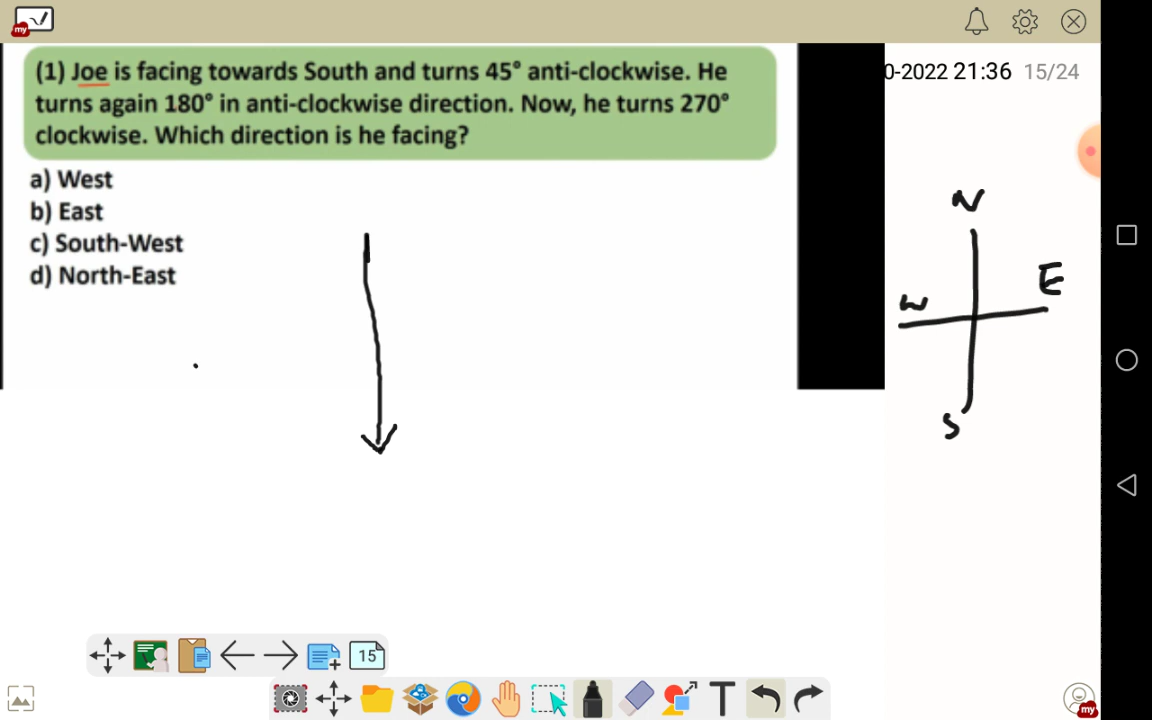 my
(1) Joe is facing towards South and turns 45° anti-clockwise. He
turns again 180° in anti-clockwise direction. Now, he turns 270°
clockwise. Which direction is he facing?
a) West
b) East
c) South-West
d) North-East
0-2022 21:36 15/24
N
E
W
S
15
T
my